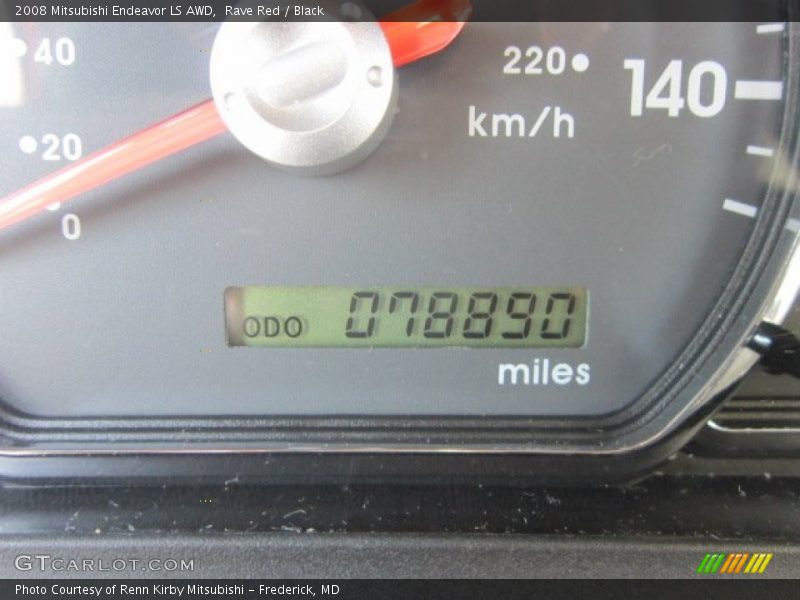 2008 Mitsubishi Endeavor LS AWD, Rave Red / Black
40
220
140
km/h
20
0
ODO 078890
miles
GTCARLOT.COM
Photo Courtesy of Renn Kirby Mitsubishi - Frederick, MD